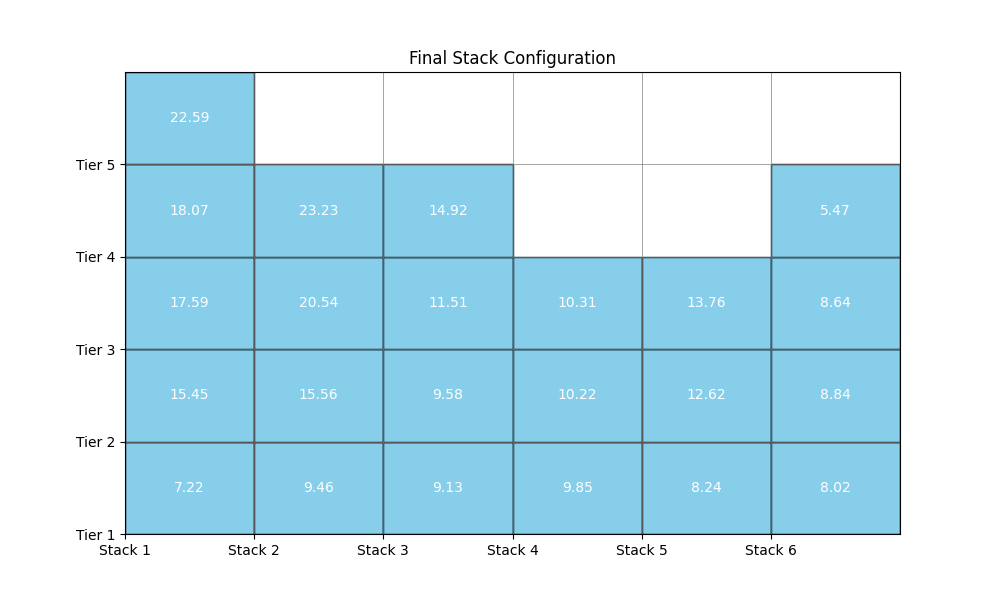 Final Stack Configuration
22.59
Tier 5
18.07 23.23 14.92 5.47
Tier 4
17.59 20.54 11.51 10.31 13.76 8.64
Tier 3
15.45 15.56 9.58 10.22 12.62 8.84
Tier 2
7.22 9.46 9.13 9.85 8.24 8.02
Tier 1
Stack 1 Stack 2 Stack 3 Stack 4 Stack 5 Stack 6